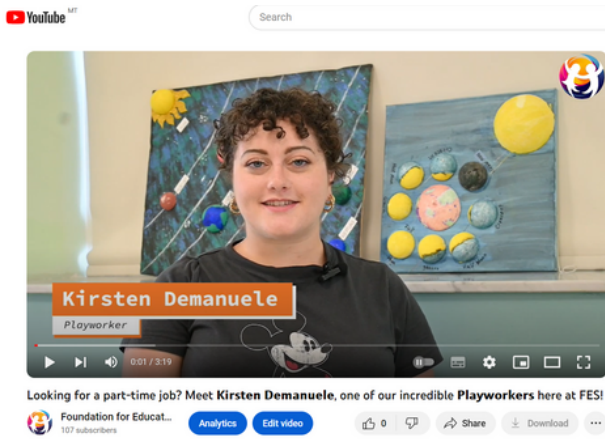 YouTube MT
Search
Kirsten Demanuele
Playworker
0:01 / 3:19
Looking for a part-time job? Meet Kirsten Demanuele, one of our incredible Playworkers here at FES!
Foundation for Educat...
107 subscribers
Analytics
Edit video
0
Share
Download